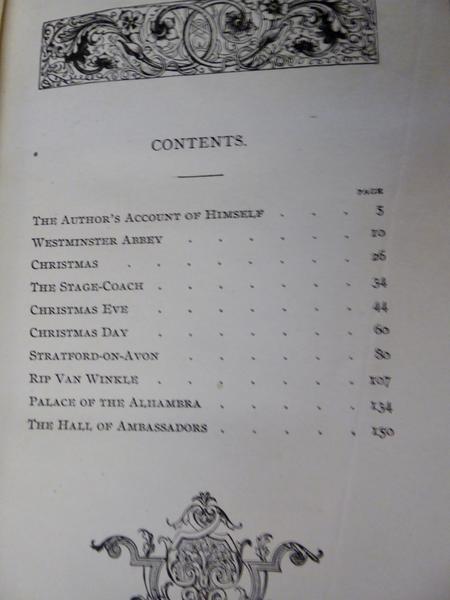 CONTENTS.
PAGE
THE AUTHOR'S ACCOUNT OF HIMSELF . . . 5
WESTMINSTER ABBEY . . . . . . 10
CHRISTMAS . . . . . . . . 26
THE STAGE-COACH . . . . . . . 34
CHRISTMAS EVE . . . . . . . 44
CHRISTMAS DAY . . . . . . . 60
STRATFORD-ON-AVON . . . . . . 80
RIP VAN WINKLE . . . . . . . 107
PALACE OF THE ALHAMBRA . . . . . 134
THE HALL OF AMBASSADORS . . . . . 150